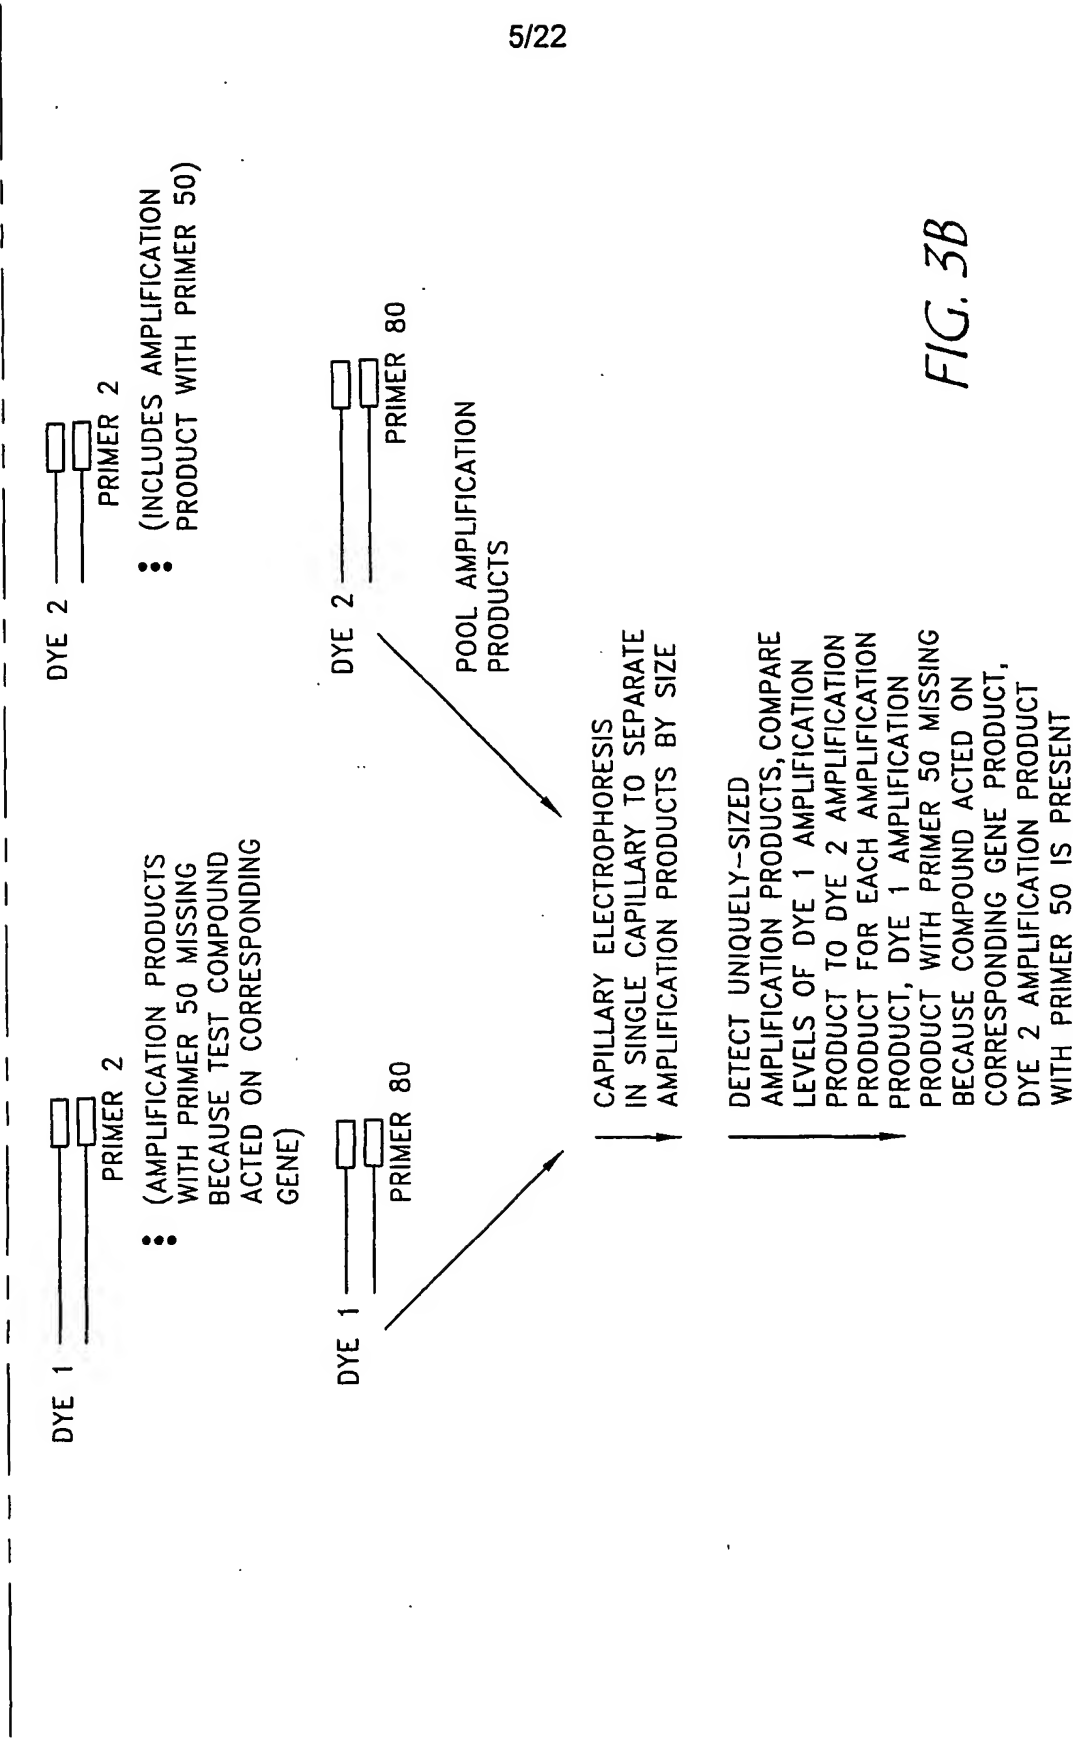 5/22
DYE 1
PRIMER 2
(AMPLIFICATION PRODUCTS
WITH PRIMER 50 MISSING
BECAUSE TEST COMPOUND
ACTED ON CORRESPONDING
GENE)
DYE 1
PRIMER 80
DYE 2
PRIMER 2
(INCLUDES AMPLIFICATION
PRODUCT WITH PRIMER 50)
DYE 2
PRIMER 80
POOL AMPLIFICATION
PRODUCTS
CAPILLARY ELECTROPHORESIS
IN SINGLE CAPILLARY TO SEPARATE
AMPLIFICATION PRODUCTS BY SIZE
DETECT UNIQUELY-SIZED
AMPLIFICATION PRODUCTS, COMPARE
LEVELS OF DYE 1 AMPLIFICATION
PRODUCT TO DYE 2 AMPLIFICATION
PRODUCT FOR EACH AMPLIFICATION
PRODUCT, DYE 1 AMPLIFICATION
PRODUCT WITH PRIMER 50 MISSING
BECAUSE COMPOUND ACTED ON
CORRESPONDING GENE PRODUCT,
DYE 2 AMPLIFICATION PRODUCT
WITH PRIMER 50 IS PRESENT
FIG. 3B